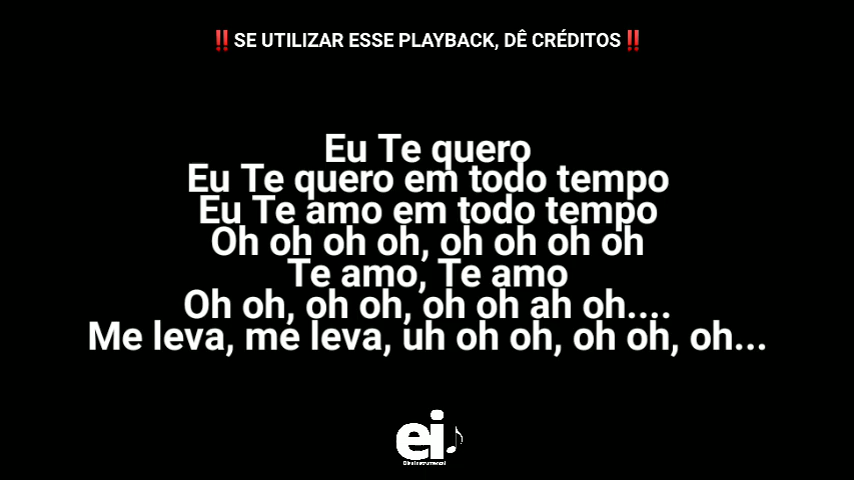 ‼SE UTILIZAR ESSE PLAYBACK, DÊ CRÉDITOS‼
Eu Te quero
Eu Te quero em todo tempo
Eu Te amo em todo tempo
Oh oh oh oh, oh oh oh oh
Te amo, Te amo
Oh oh, oh oh, oh oh ah oh....
Me leva, me leva, uh oh oh, oh oh, oh...
ei